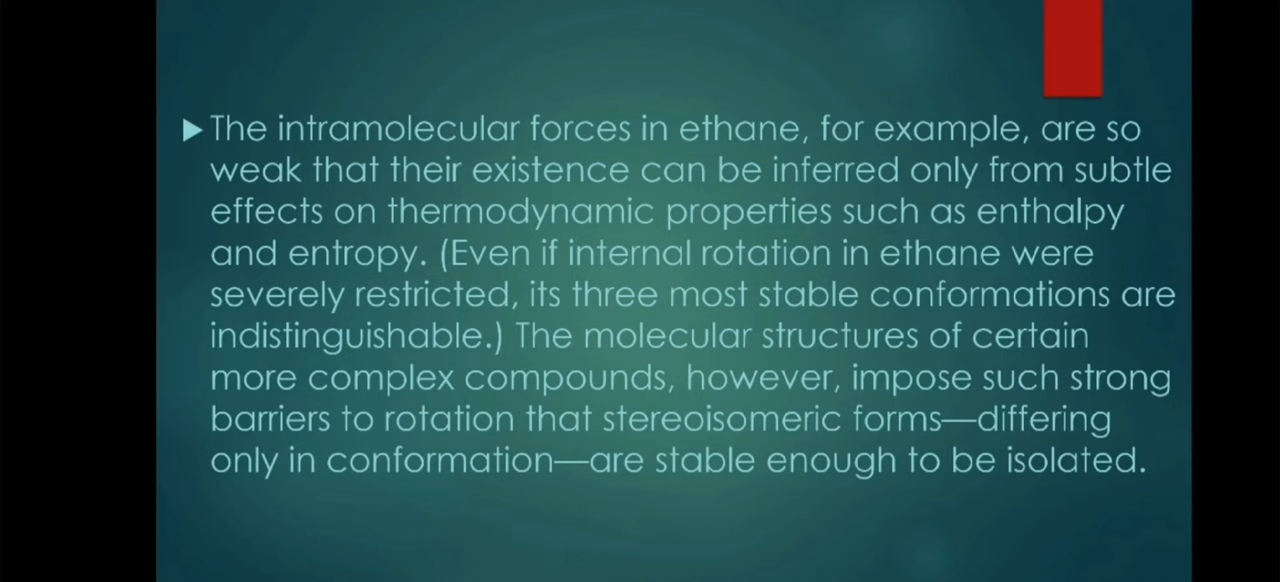 The intramolecular forces in ethane, for example, are so
weak that their existence can be inferred only from subtle
effects on thermodynamic properties such as enthalpy
and entropy. (Even if internal rotation in ethane were
severely restricted, its three most stable conformations are
indistinguishable.) The molecular structures of certain
more complex compounds, however, impose such strong
barriers to rotation that stereoisomeric forms—differing
only in conformation—are stable enough to be isolated.